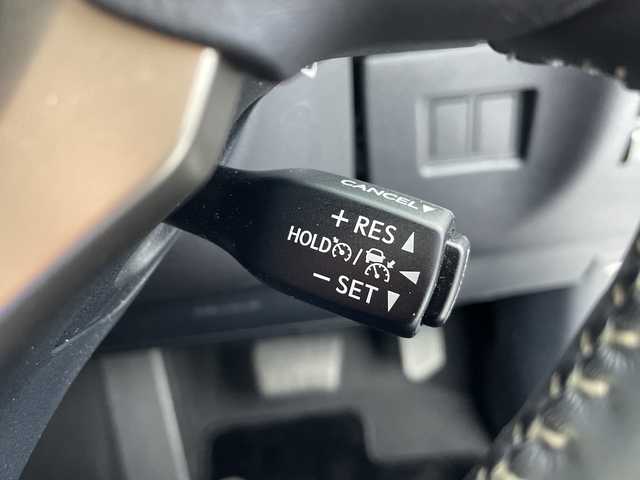 CANCEL
+ RES
HOLD /
- SET